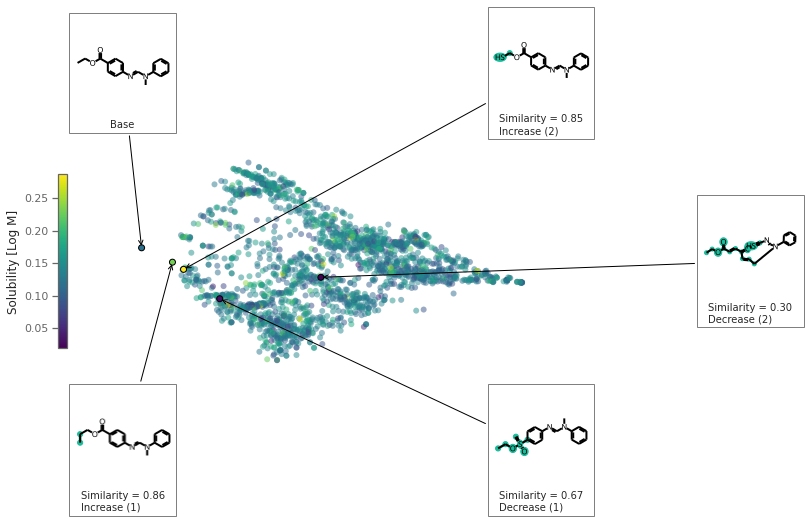 Base
Similarity = 0.85
Increase (2)
Solubility [Log M]
0.25
0.20
0.15
0.10
0.05
Similarity = 0.30
Decrease (2)
Similarity = 0.86
Increase (1)
Similarity = 0.67
Decrease (1)